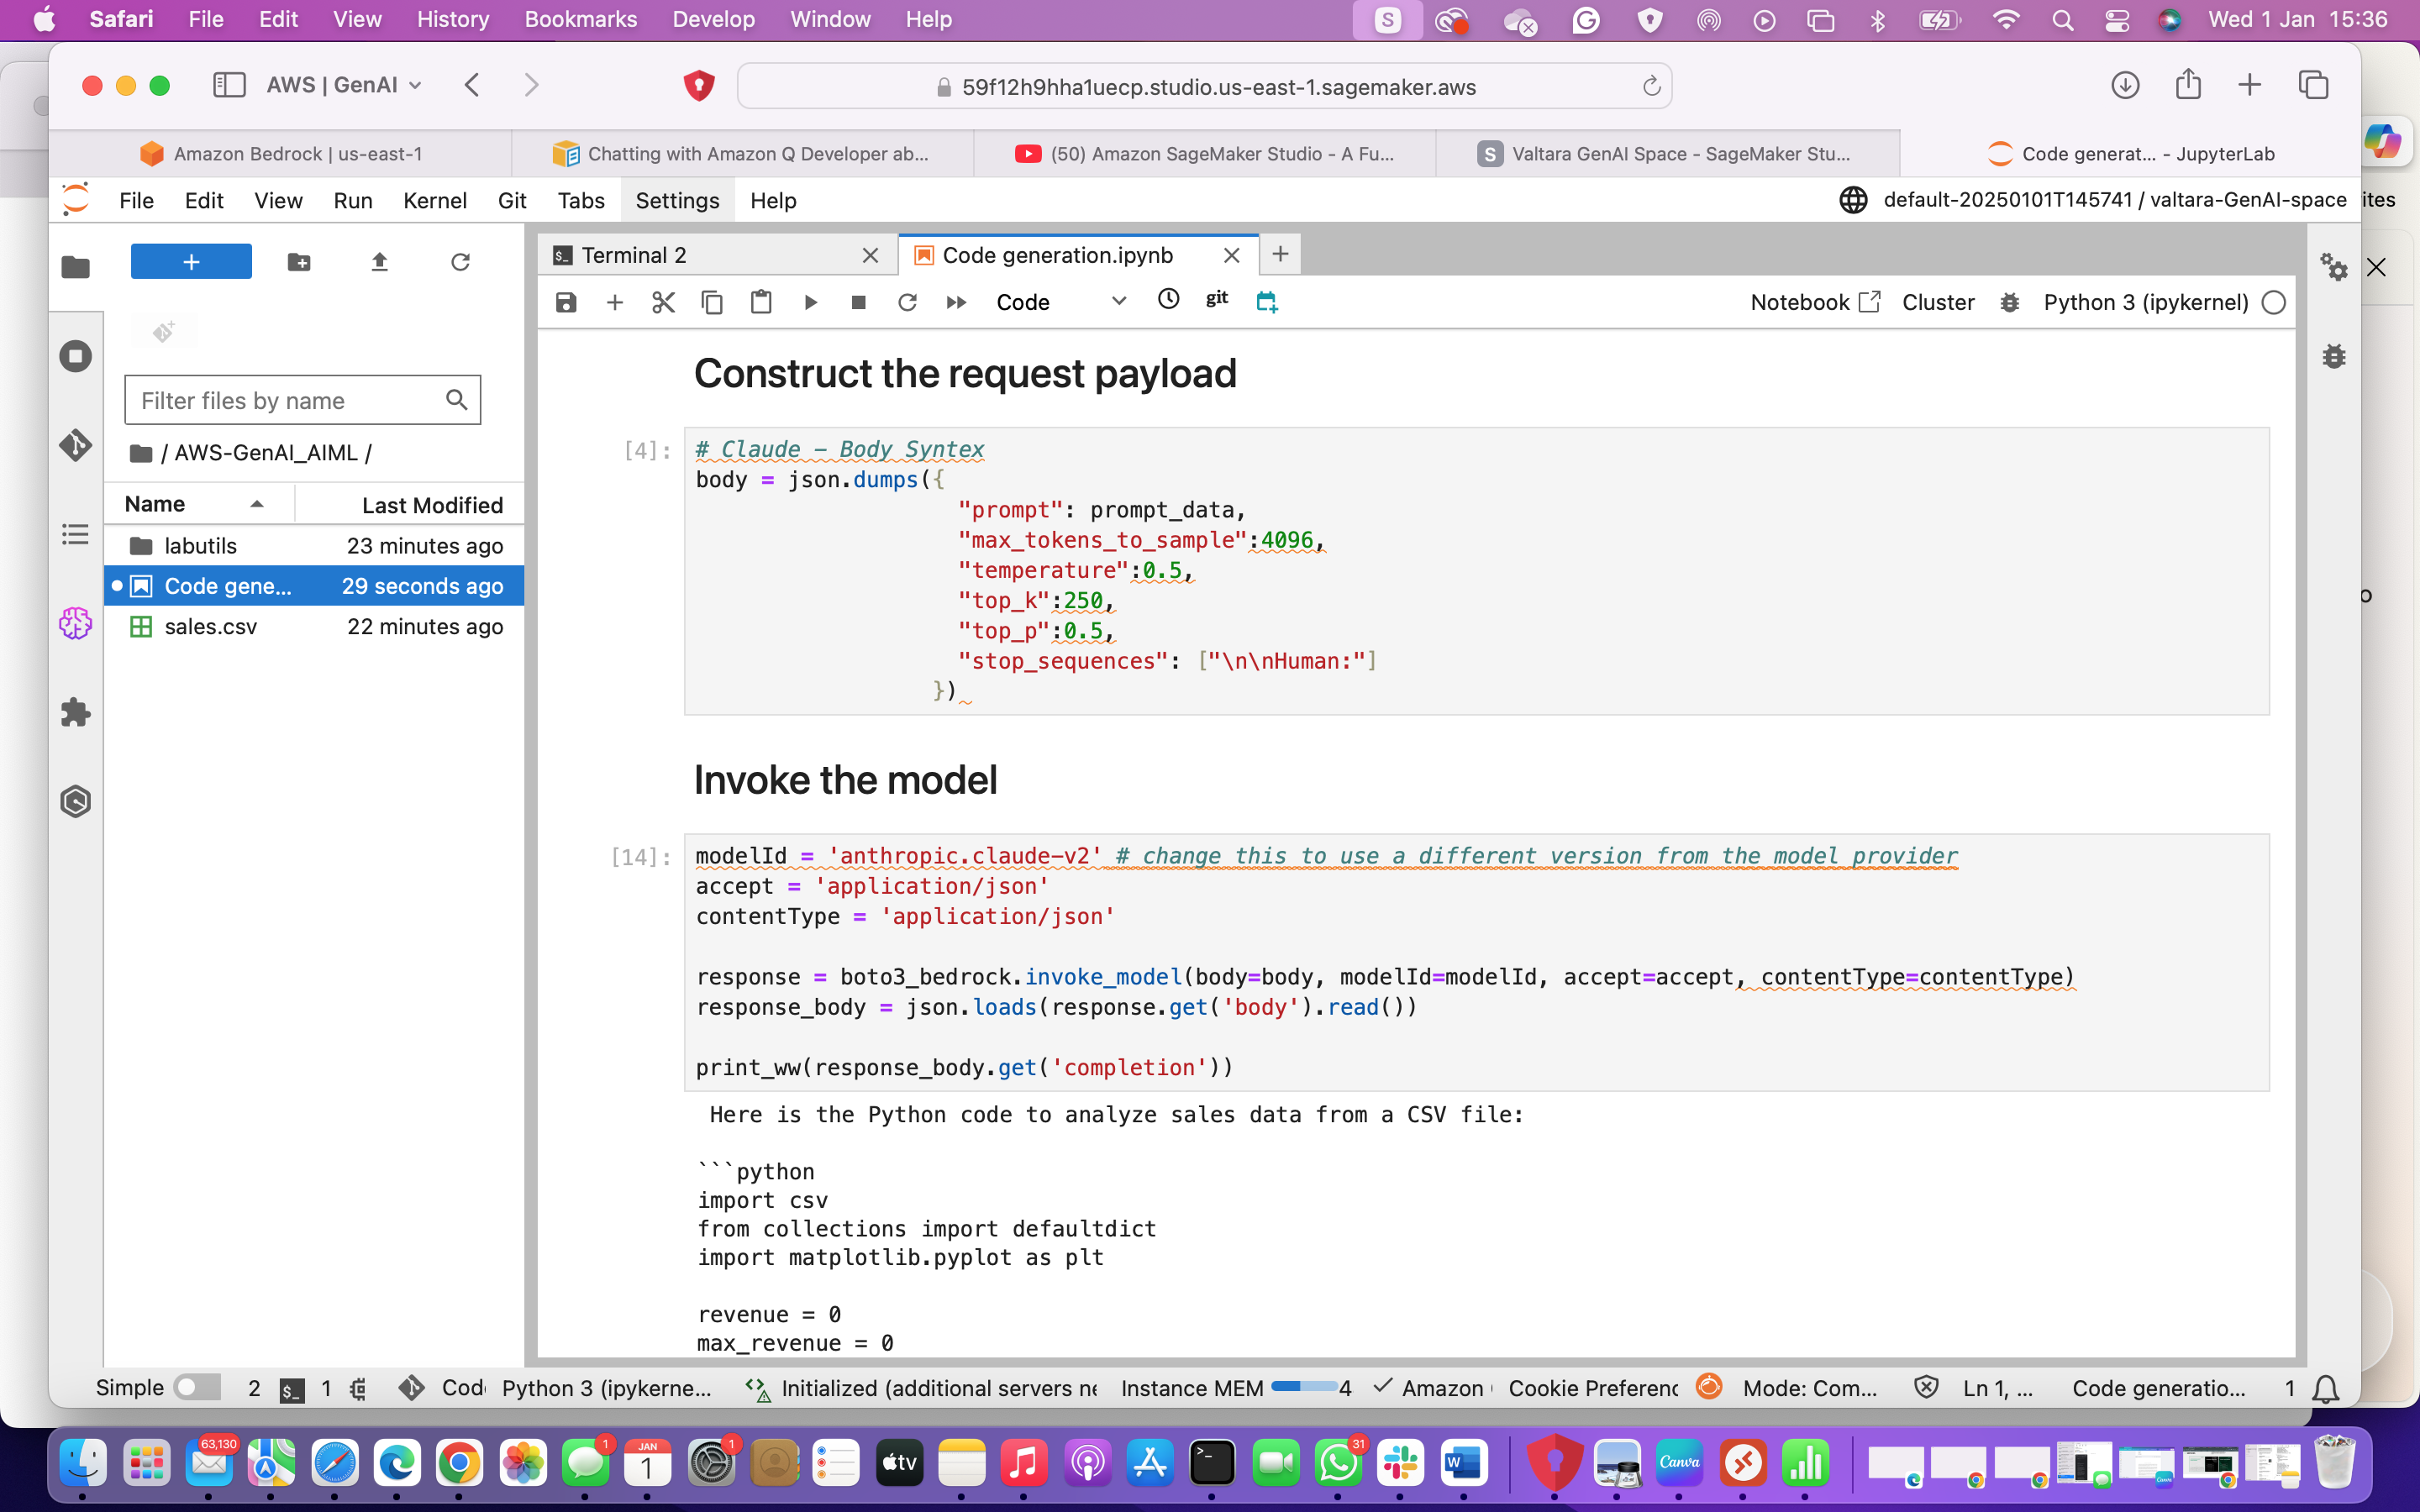 Safari File Edit View History Bookmarks Develop Window Help
Wed 1 Jan 15:36
AWS | GenAI
59f12h9hha1uecp.studio.us-east-1.sagemaker.aws
Amazon Bedrock | us-east-1
Chatting with Amazon Q Developer ab...
(50) Amazon SageMaker Studio - A Fu...
S Valtara GenAI Space - SageMaker Stu...
Code generat... - JupyterLab
File Edit View Run Kernel Git Tabs Settings Help
default-20250101T145741 / valtara-GenAI-space
ites
Terminal 2
Code generation.ipynb
Code
git
Notebook Cluster Python 3 (ipykernel)
Filter files by name
/ AWS-GenAI_AIML /
Name Last Modified
labutils 23 minutes ago
Code gene... 29 seconds ago
sales.csv 22 minutes ago
Construct the request payload
[4]:
# Claude - Body Syntex
body = json.dumps({
"prompt": prompt_data,
"max_tokens_to_sample":4096,
"temperature":0.5,
"top_k":250,
"top_p":0.5,
"stop_sequences": ["\n\nHuman:"]
})
Invoke the model
[14]:
modelId = 'anthropic.claude-v2' # change this to use a different version from the model provider
accept = 'application/json'
contentType = 'application/json'
response = boto3_bedrock.invoke_model(body=body, modelId=modelId, accept=accept, contentType=contentType)
response_body = json.loads(response.get('body').read())
print_ww(response_body.get('completion'))
Here is the Python code to analyze sales data from a CSV file:
```python
import csv
from collections import defaultdict
import matplotlib.pyplot as plt
revenue = 0
max_revenue = 0
Simple 2 1 Code Python 3 (ipykerne... Initialized (additional servers ne Instance MEM 4 Amazon Cookie Preferenc Mode: Com... Ln 1, ... Code generatio... 1
63,130
1
JAN
1
1
tv
31
W
Canva